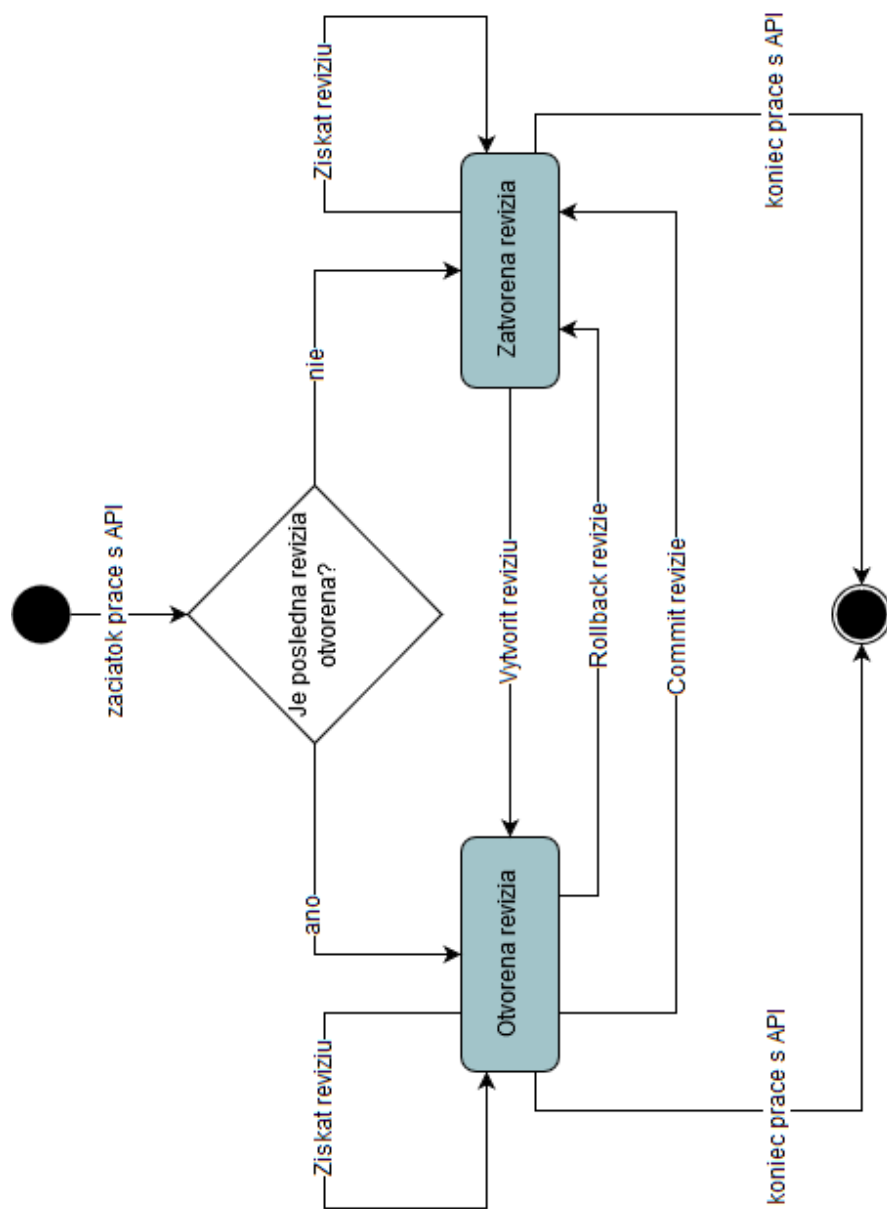 zaciatok prace s API
Je posledna revizia
otvorena?
ano
nie
Ziskat reviziu
Ziskat reviziu
Otvorena revizia
Zatvorena revizia
Vytvorit reviziu
Rollback revizie
Commit revizie
koniec prace s API
koniec prace s API